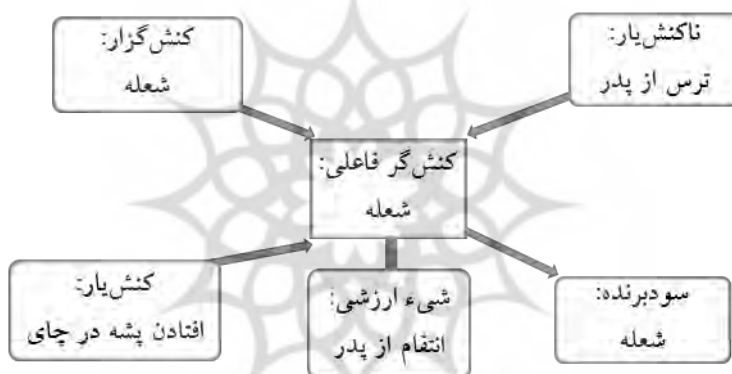 ناکنش‌یار:
ترس از پدر
کنش‌گزار:
شعله
کنش‌گر فاعلی:
شعله
سودبرنده:
شعله
شیء ارزشی:
انتقام از پدر
کنش‌یار:
افتادن پشه در چای